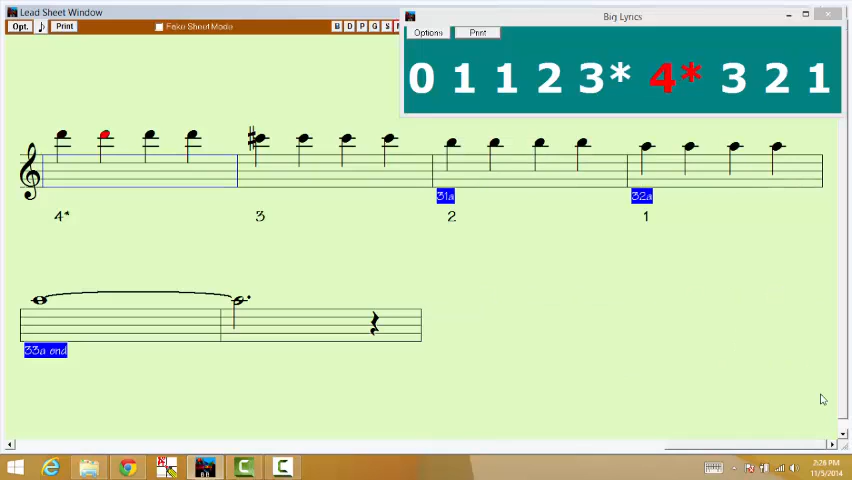 Lead Sheet Window
Opt. Print Fake Sheet Mode B D P G S M
Big Lyrics
Options Print
0 1 1 2 3* 4* 3 2 1
31a 32a
4* 3 2 1
33a end
2:26 PM
11/5/2014